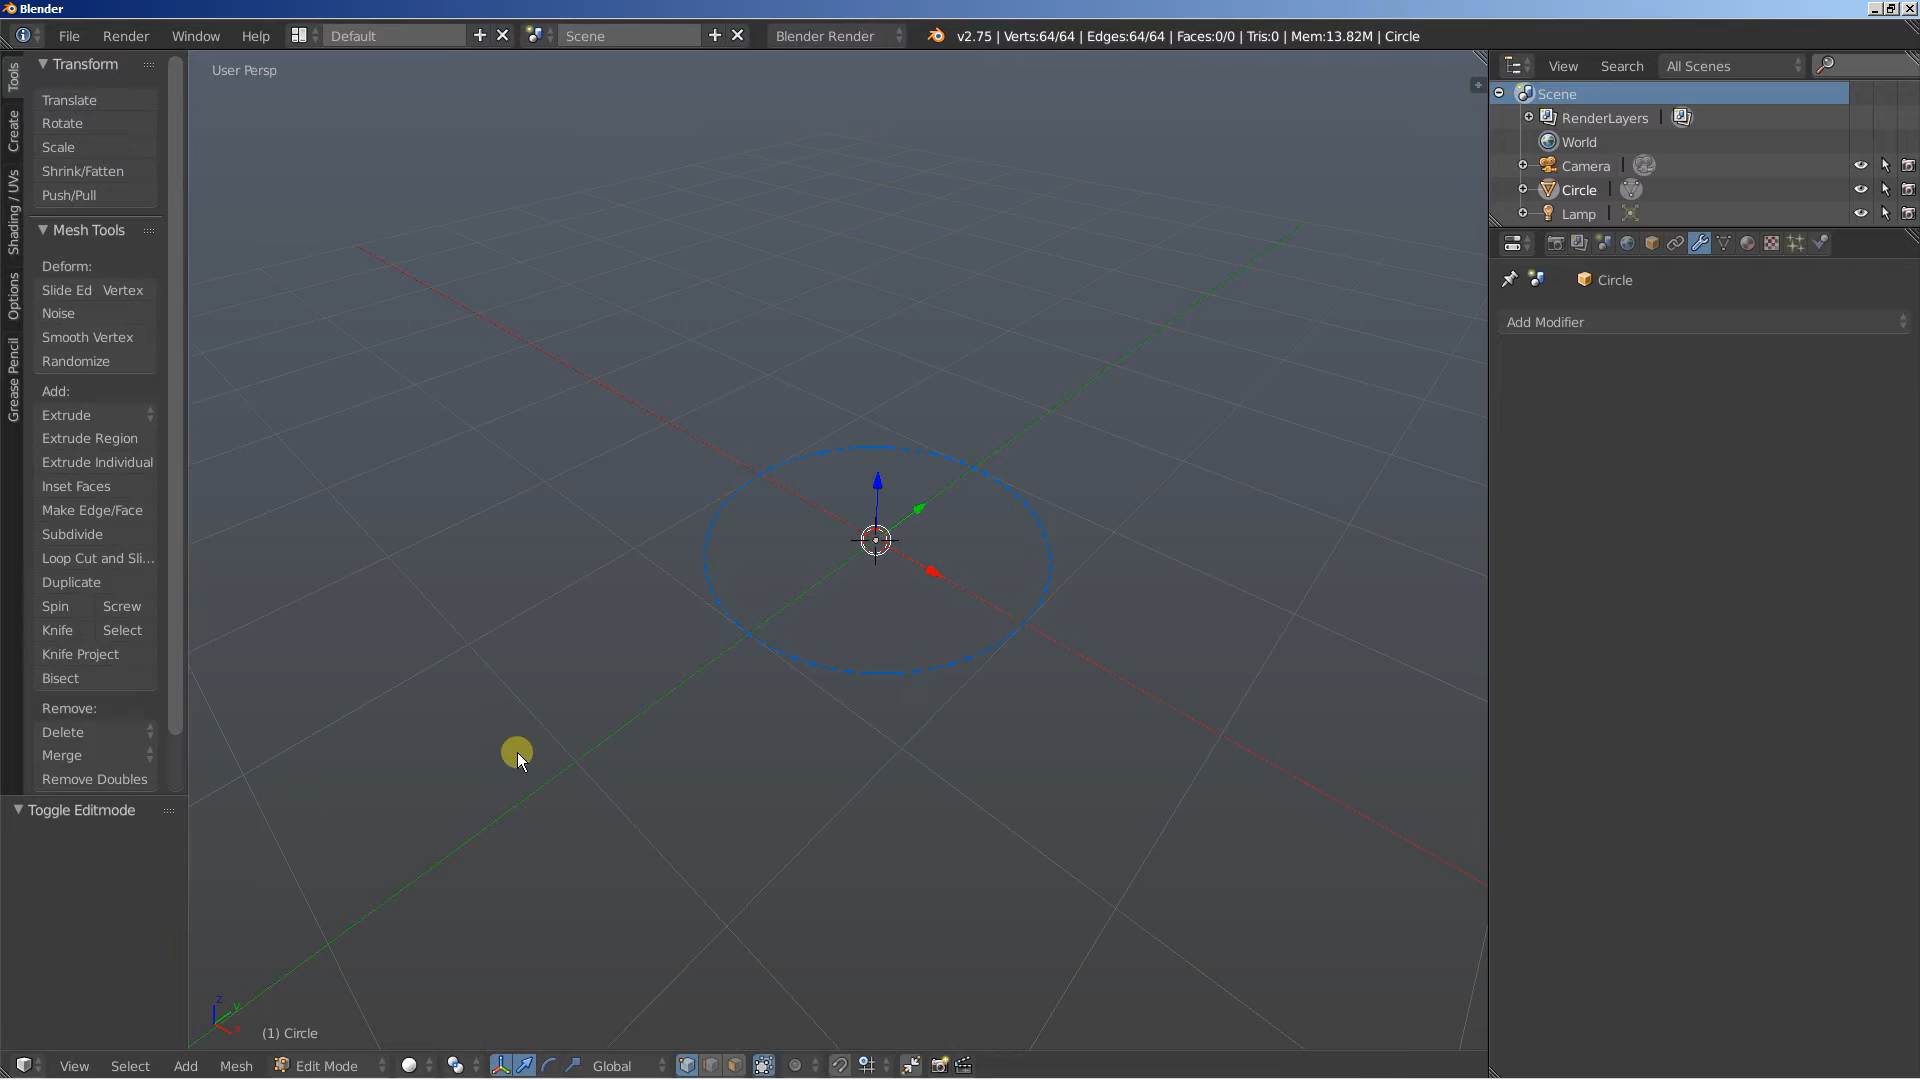 Blender
File Render Window Help Default Scene Blender Render v2.75 | Verts:64/64 | Edges:64/64 | Faces:0/0 | Tris:0 | Mem:13.82M | Circle
Tools
Create
Shading / UVs
Options
Grease Pencil
Transform
Translate
Rotate
Scale
Shrink/Fatten
Push/Pull
Mesh Tools
Deform:
Slide Ed Vertex
Noise
Smooth Vertex
Randomize
Add:
Extrude
Extrude Region
Extrude Individual
Inset Faces
Make Edge/Face
Subdivide
Loop Cut and Sli...
Duplicate
Spin Screw
Knife Select
Knife Project
Bisect
Remove:
Delete
Merge
Remove Doubles
Toggle Editmode
User Persp
z
y
x
(1) Circle
View Select Add Mesh Edit Mode Global
View Search All Scenes
Scene
RenderLayers
World
Camera
Circle
Lamp
Circle
Add Modifier